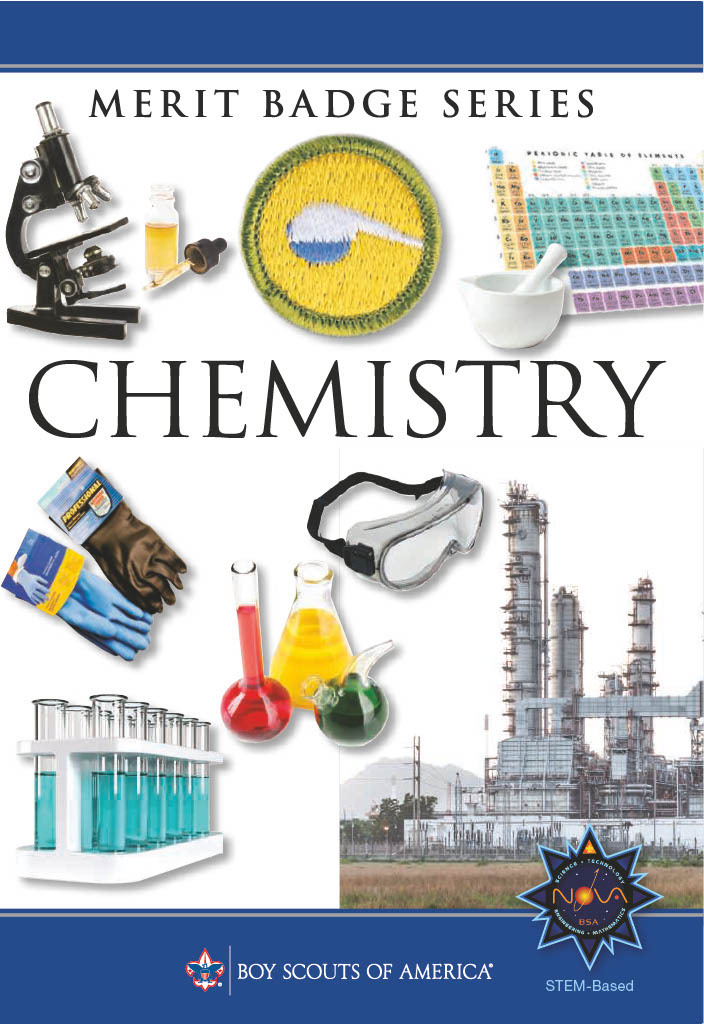 MERIT BADGE SERIES
PERIODIC TABLE OF ELEMENTS
CHEMISTRY
PROFESSIONAL
SCIENCE • TECHNOLOGY
NOVA
BSA
ENGINEERING • MATHEMATICS
BOY SCOUTS OF AMERICA®
STEM-Based